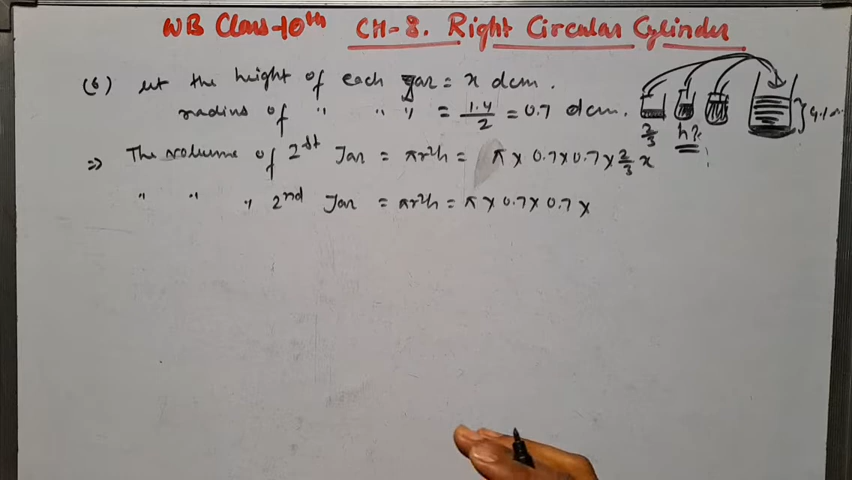 WB Class-10th CH-8. Right Circular Cylinder
(6) let the height of each Jar = x dcm.
radius of " " " = 1.4/2 = 0.7 dcm.
2/3 h?
⇒ The volume of 2st Jar = πr²h = π × 0.7 × 0.7 × 2/3 x
" " " 2nd Jar = πr²h = π × 0.7 × 0.7 ×